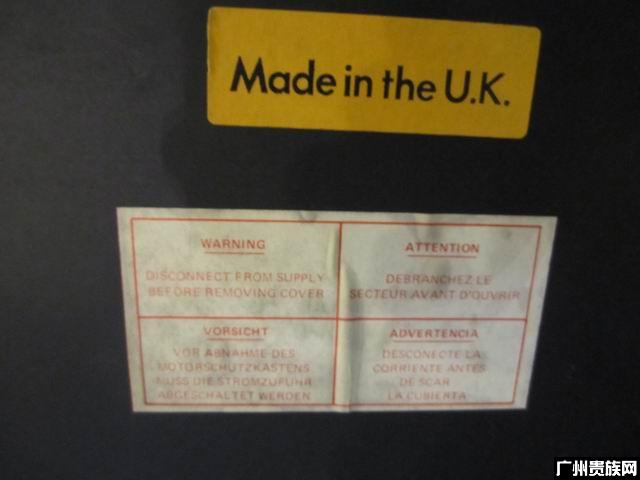 Made in the U.K.
WARNING
DISCONNECT FROM SUPPLY
BEFORE REMOVING COVER
ATTENTION
DEBRANCHEZ LE
SECTEUR AVANT D'OUVRIR
VORSICHT
VOR ABNAHME DES
MOTORSCHUTZKASTENS
MUSS DIE STROMZUFUHR
ABGESCHALTET WERDEN
ADVERTENCIA
DESCONECTE LA
CORRIENTE ANTES
DE SCAR
LA CUBIERTA
广州贵族网